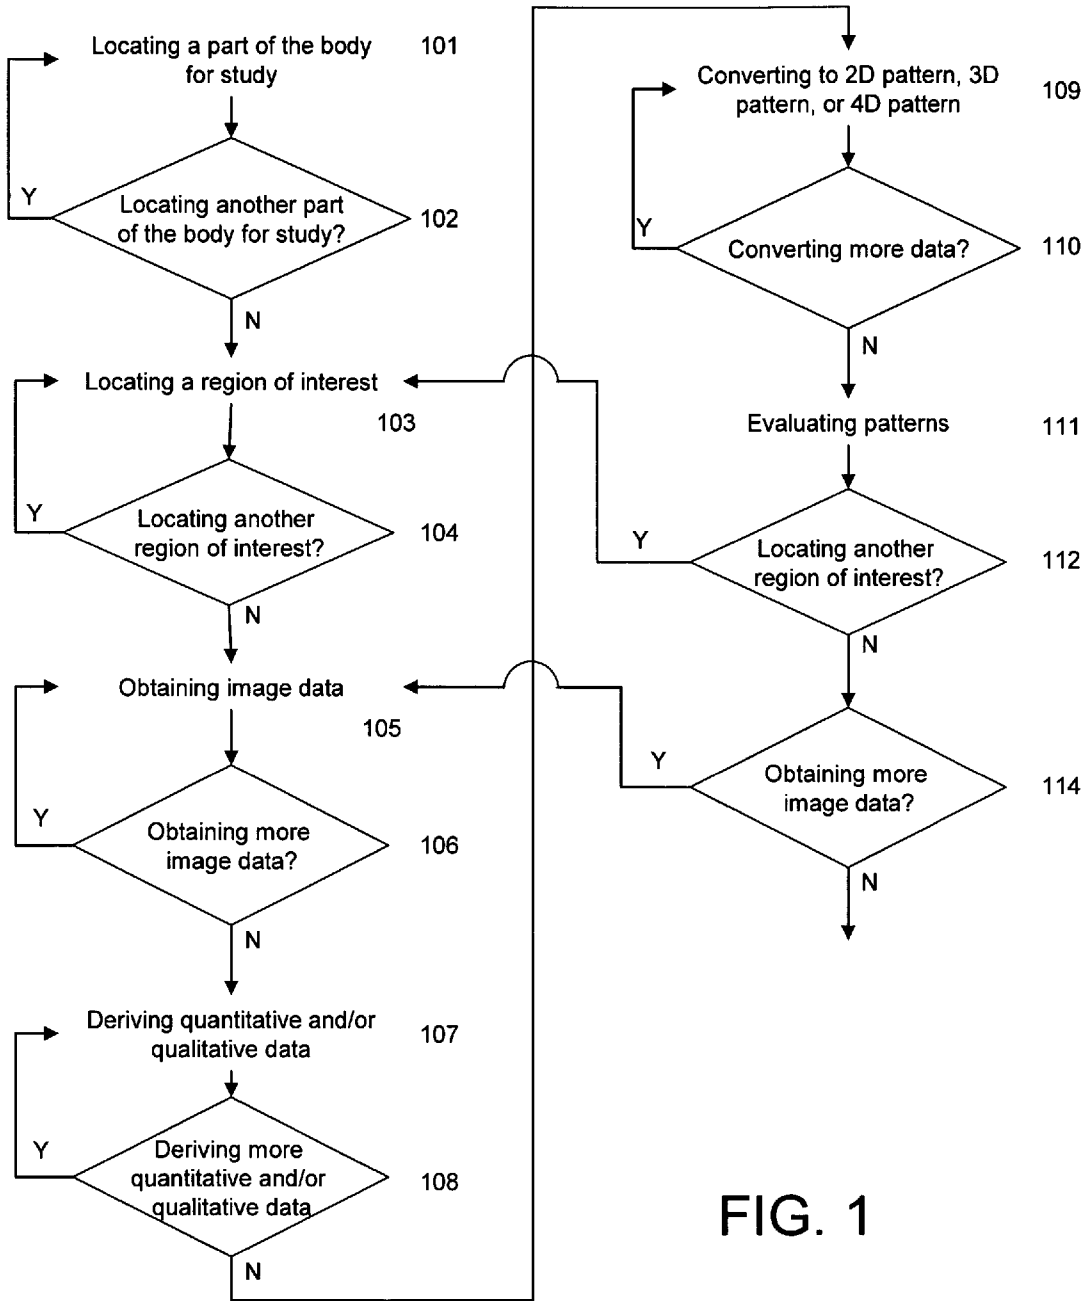 Locating a part of the body
for study
101
Y
Locating another part
of the body for study?
102
N
Locating a region of interest
103
Y
Locating another
region of interest?
104
N
Obtaining image data
105
Y
Obtaining more
image data?
106
N
Deriving quantitative and/or
qualitative data
107
Y
Deriving more
quantitative and/or
qualitative data
108
N
Converting to 2D pattern, 3D
pattern, or 4D pattern
109
Y
Converting more data?
110
N
Evaluating patterns
111
Y
Locating another
region of interest?
112
N
Y
Obtaining more
image data?
114
N
FIG. 1